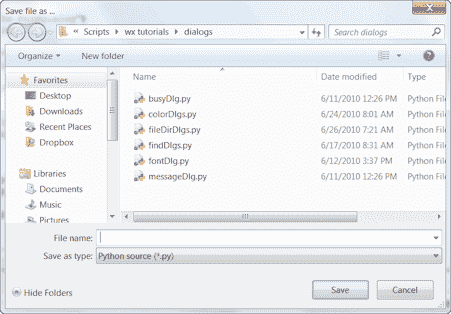 Save file as ...
« Scripts ▸ wx tutorials ▸ dialogs
Search dialogs
Organize New folder
Favorites
Desktop
Downloads
Recent Places
Dropbox
Libraries
Documents
Music
Pictures
Name Date modified Type
busyDlg.py 6/11/2010 12:26 PM Python File
colorDlgs.py 6/24/2010 8:01 AM Python File
fileDirDlgs.py 6/26/2010 7:21 AM Python File
findDlgs.py 6/17/2010 8:31 AM Python File
fontDlg.py 6/12/2010 3:37 PM Python File
messageDlg.py 6/11/2010 12:26 PM Python File
File name:
Save as type: Python source (*.py)
Hide Folders
Save Cancel